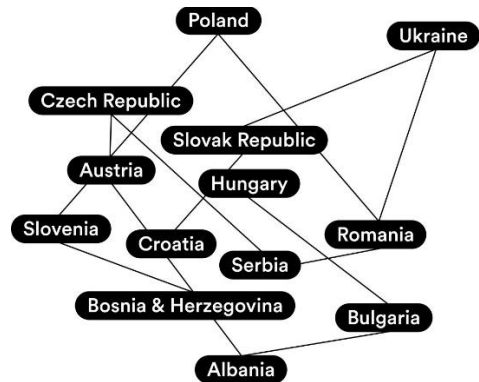 Poland
Ukraine
Czech Republic
Slovak Republic
Austria
Hungary
Slovenia
Croatia
Romania
Serbia
Bosnia & Herzegovina
Bulgaria
Albania